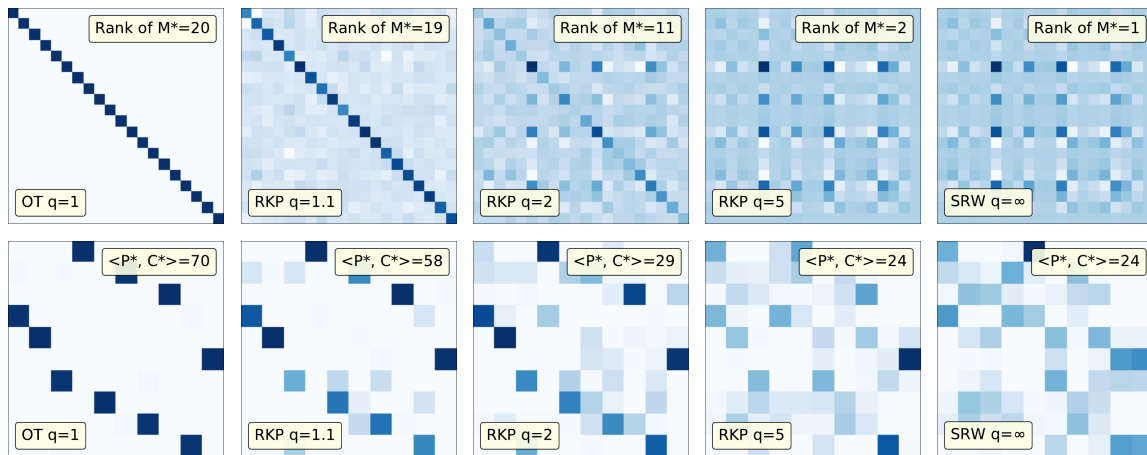 Rank of M*=20
OT q=1
Rank of M*=19
RKP q=1.1
Rank of M*=11
RKP q=2
Rank of M*=2
RKP q=5
Rank of M*=1
SRW q=∞
<P*, C*>=70
OT q=1
<P*, C*>=58
RKP q=1.1
<P*, C*>=29
RKP q=2
<P*, C*>=24
RKP q=5
<P*, C*>=24
SRW q=∞